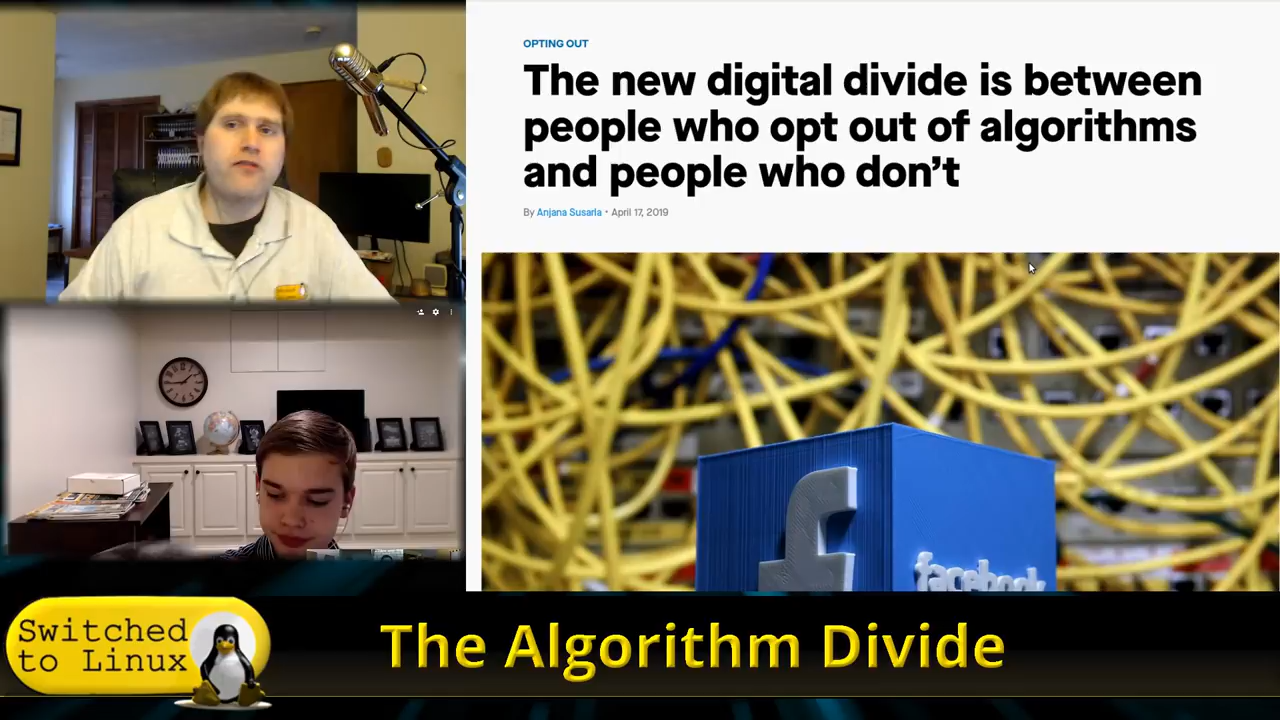 OPTING OUT
The new digital divide is between
people who opt out of algorithms
and people who don't
By Anjana Susarla • April 17, 2019
facebook
Switched
to Linux
The Algorithm Divide